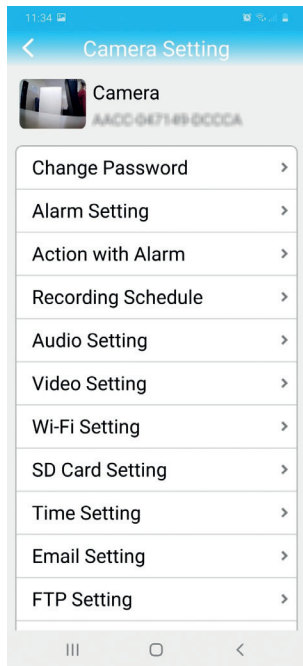 11:34
Camera Setting
Camera
Change Password
Alarm Setting
Action with Alarm
Recording Schedule
Audio Setting
Video Setting
Wi-Fi Setting
SD Card Setting
Time Setting
Email Setting
FTP Setting